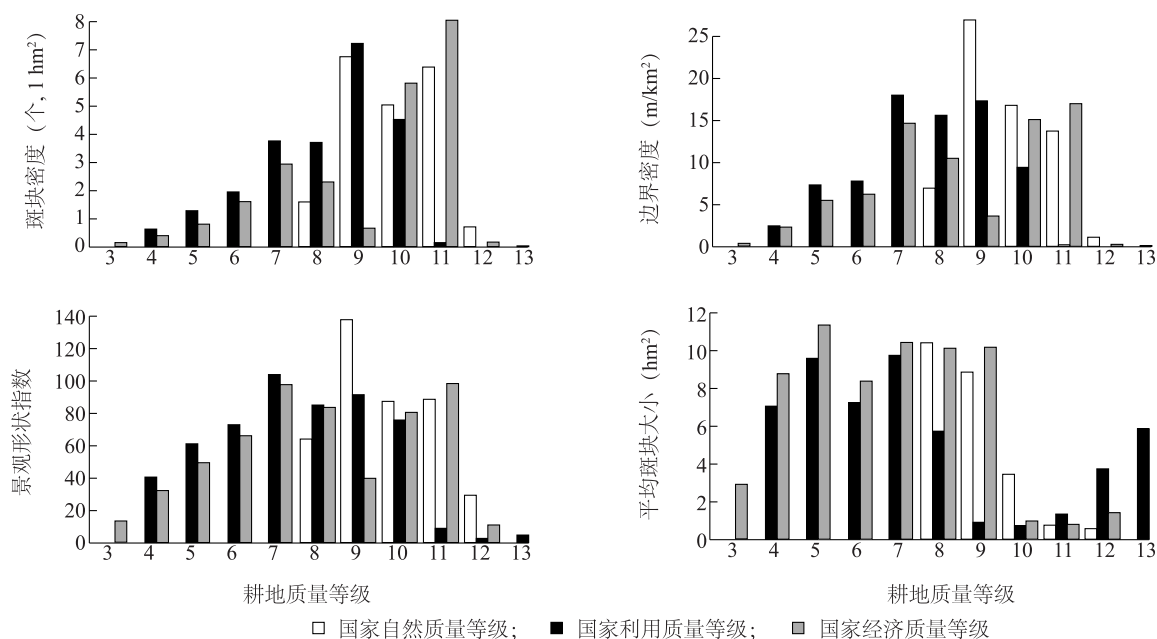 斑块密度（个, 1 hm²）
8
7
6
5
4
3
2
1
0
3 4 5 6 7 8 9 10 11 12 13
边界密度（m/km²）
25
20
15
10
5
0
3 4 5 6 7 8 9 10 11 12 13
景观形状指数
140
120
100
80
60
40
20
0
3 4 5 6 7 8 9 10 11 12 13
耕地质量等级
平均斑块大小（hm²）
12
10
8
6
4
2
0
3 4 5 6 7 8 9 10 11 12 13
耕地质量等级
国家自然质量等级; 国家利用质量等级; 国家经济质量等级